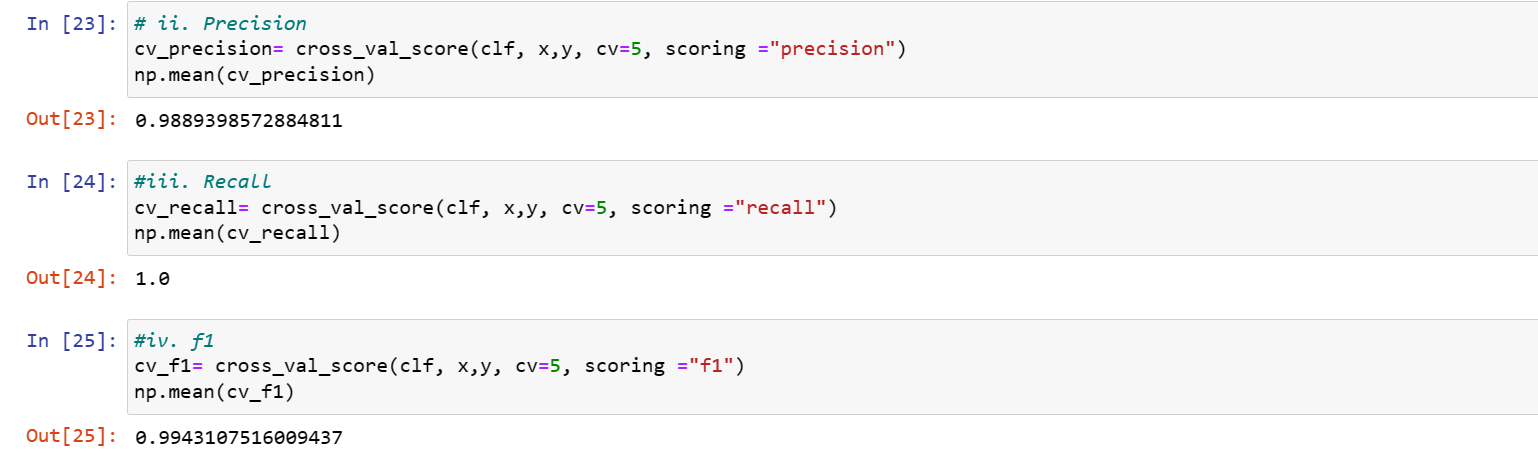 In [23]: # ii. Precision
cv_precision= cross_val_score(clf, x,y, cv=5, scoring ="precision")
np.mean(cv_precision)
Out[23]: 0.9889398572884811
In [24]: #iii. Recall
cv_recall= cross_val_score(clf, x,y, cv=5, scoring ="recall")
np.mean(cv_recall)
Out[24]: 1.0
In [25]: #iv. f1
cv_f1= cross_val_score(clf, x,y, cv=5, scoring ="f1")
np.mean(cv_f1)
Out[25]: 0.9943107516009437